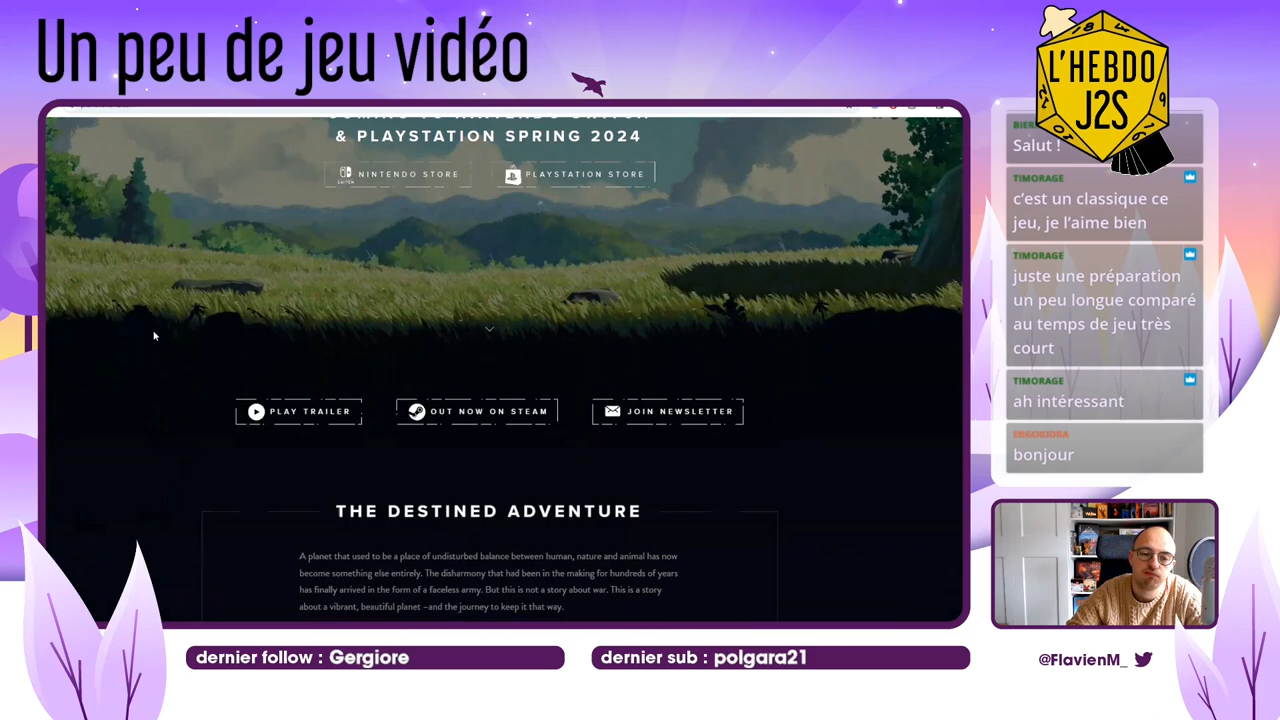 Un peu de jeu vidéo
& PLAYSTATION SPRING 2024
NINTENDO STORE
PLAYSTATION STORE
PLAY TRAILER
OUT NOW ON STEAM
JOIN NEWSLETTER
THE DESTINED ADVENTURE
A planet that used to be a place of undisturbed balance between human, nature and animal has now
become something else entirely. The disharmony that had been in the making for hundreds of years
has finally arrived in the form of a faceless army. But this is not a story about war. This is a story
about a vibrant, beautiful planet –and the journey to keep it that way.
L'HEBDO
J2S
Salut !
TIMORAGE
c'est un classique ce
jeu, je l'aime bien
TIMORAGE
juste une préparation
un peu longue comparé
au temps de jeu très
court
TIMORAGE
ah intéressant
bonjour
dernier follow : Gergiore
dernier sub : polgara21
@FlavienM_